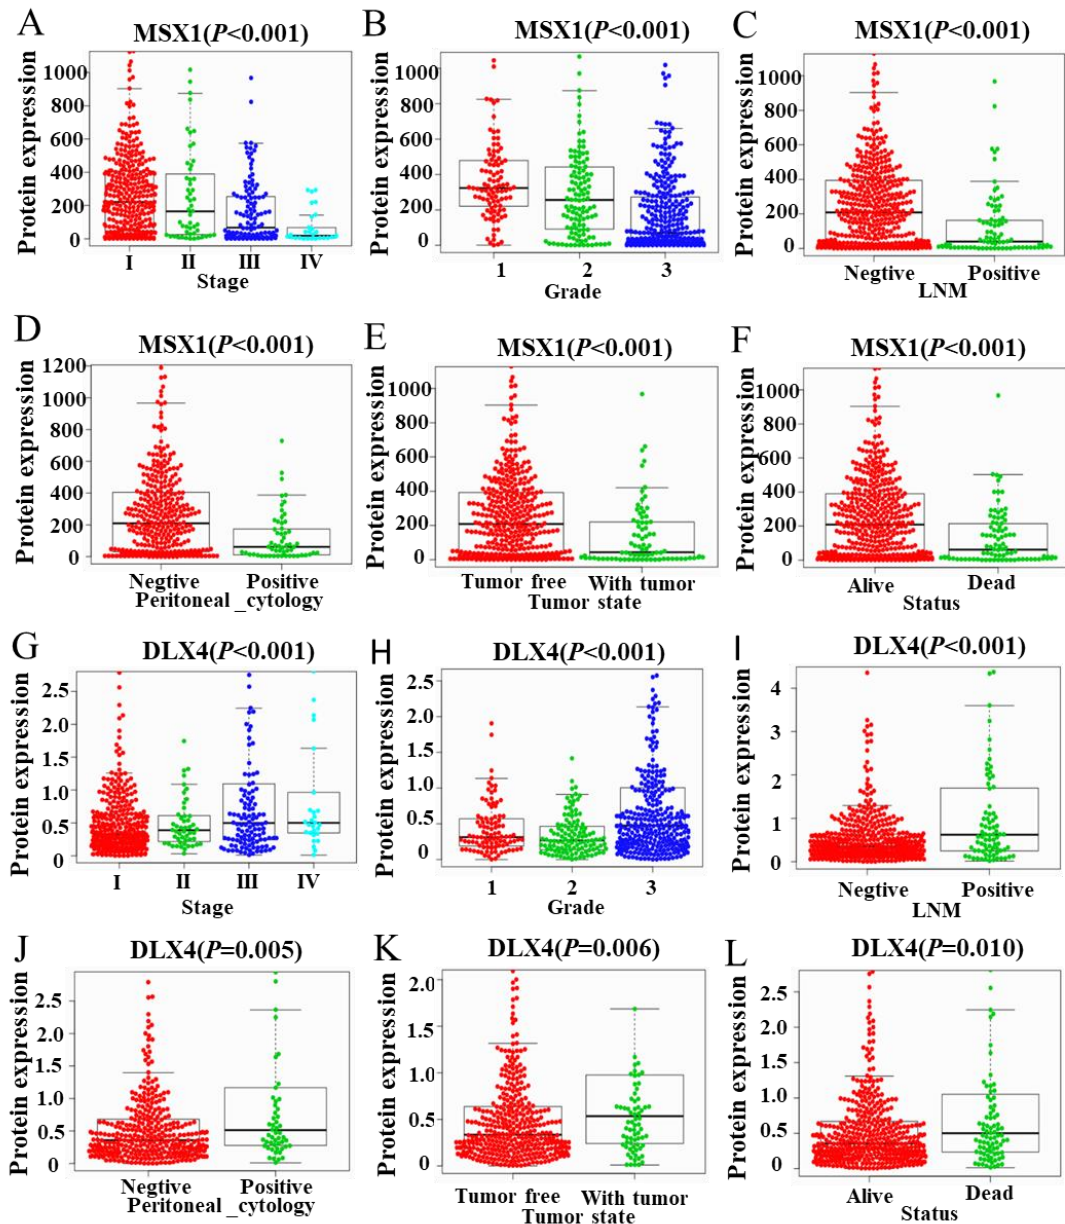 A
MSX1(P<0.001)
Protein expression
1000
800
600
400
200
0
I II III IV
Stage
B
MSX1(P<0.001)
Protein expression
1000
800
600
400
200
0
1 2 3
Grade
C
MSX1(P<0.001)
Protein expression
1000
800
600
400
200
0
Negtive Positive
LNM
D
MSX1(P<0.001)
Protein expression
1200
1000
800
600
400
200
0
Negtive Positive
Peritoneal _cytology
E
MSX1(P<0.001)
Protein expression
1000
800
600
400
200
0
Tumor free With tumor
Tumor state
F
MSX1(P<0.001)
Protein expression
1000
800
600
400
200
0
Alive Dead
Status
G
DLX4(P<0.001)
Protein expression
2.5
2.0
1.5
1.0
0.5
0
I II III IV
Stage
H
DLX4(P<0.001)
Protein expression
2.5
2.0
1.5
1.0
0.5
0
1 2 3
Grade
I
DLX4(P<0.001)
Protein expression
4
3
2
1
0
Negtive Positive
LNM
J
DLX4(P=0.005)
Protein expression
2.5
2.0
1.5
1.0
0.5
0
Negtive Positive
Peritoneal _cytology
K
DLX4(P=0.006)
Protein expression
2.0
1.5
1.0
0.5
0
Tumor free With tumor
Tumor state
L
DLX4(P=0.010)
Protein expression
2.5
2.0
1.5
1.0
0.5
0
Alive Dead
Status